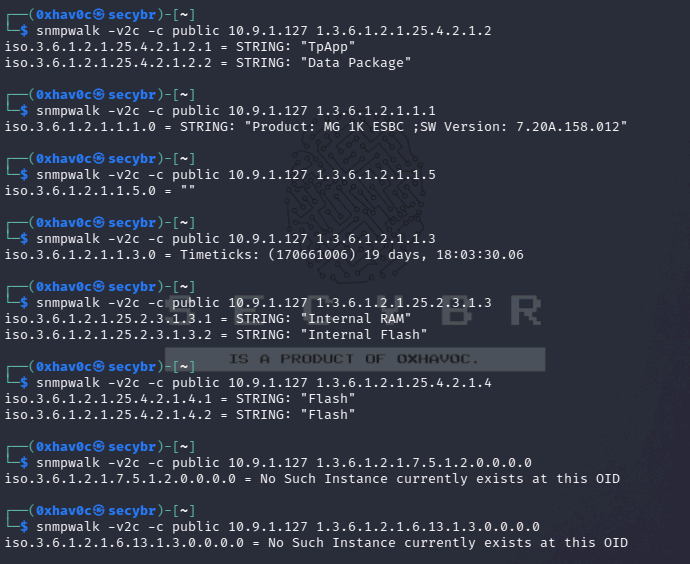 ┌──(0xhav0c㉿secybr)-[~]
└─$ snmpwalk -v2c -c public 10.9.1.127 1.3.6.1.2.1.25.4.2.1.2
iso.3.6.1.2.1.25.4.2.1.2.1 = STRING: "TpApp"
iso.3.6.1.2.1.25.4.2.1.2.2 = STRING: "Data Package"
┌──(0xhav0c㉿secybr)-[~]
└─$ snmpwalk -v2c -c public 10.9.1.127 1.3.6.1.2.1.1.1
iso.3.6.1.2.1.1.1.0 = STRING: "Product: MG 1K ESBC ;SW Version: 7.20A.158.012"
┌──(0xhav0c㉿secybr)-[~]
└─$ snmpwalk -v2c -c public 10.9.1.127 1.3.6.1.2.1.1.5
iso.3.6.1.2.1.1.5.0 = ""
┌──(0xhav0c㉿secybr)-[~]
└─$ snmpwalk -v2c -c public 10.9.1.127 1.3.6.1.2.1.1.3
iso.3.6.1.2.1.1.3.0 = Timeticks: (170661006) 19 days, 18:03:30.06
┌──(0xhav0c㉿secybr)-[~]
└─$ snmpwalk -v2c -c public 10.9.1.127 1.3.6.1.2.1.25.2.3.1.3
iso.3.6.1.2.1.25.2.3.1.3.1 = STRING: "Internal RAM"
iso.3.6.1.2.1.25.2.3.1.3.2 = STRING: "Internal Flash"
SECYBR
IS A PRODUCT OF 0XHAV0C.
┌──(0xhav0c㉿secybr)-[~]
└─$ snmpwalk -v2c -c public 10.9.1.127 1.3.6.1.2.1.25.4.2.1.4
iso.3.6.1.2.1.25.4.2.1.4.1 = STRING: "Flash"
iso.3.6.1.2.1.25.4.2.1.4.2 = STRING: "Flash"
┌──(0xhav0c㉿secybr)-[~]
└─$ snmpwalk -v2c -c public 10.9.1.127 1.3.6.1.2.1.7.5.1.2.0.0.0.0
iso.3.6.1.2.1.7.5.1.2.0.0.0.0 = No Such Instance currently exists at this OID
┌──(0xhav0c㉿secybr)-[~]
└─$ snmpwalk -v2c -c public 10.9.1.127 1.3.6.1.2.1.6.13.1.3.0.0.0.0
iso.3.6.1.2.1.6.13.1.3.0.0.0.0 = No Such Instance currently exists at this OID